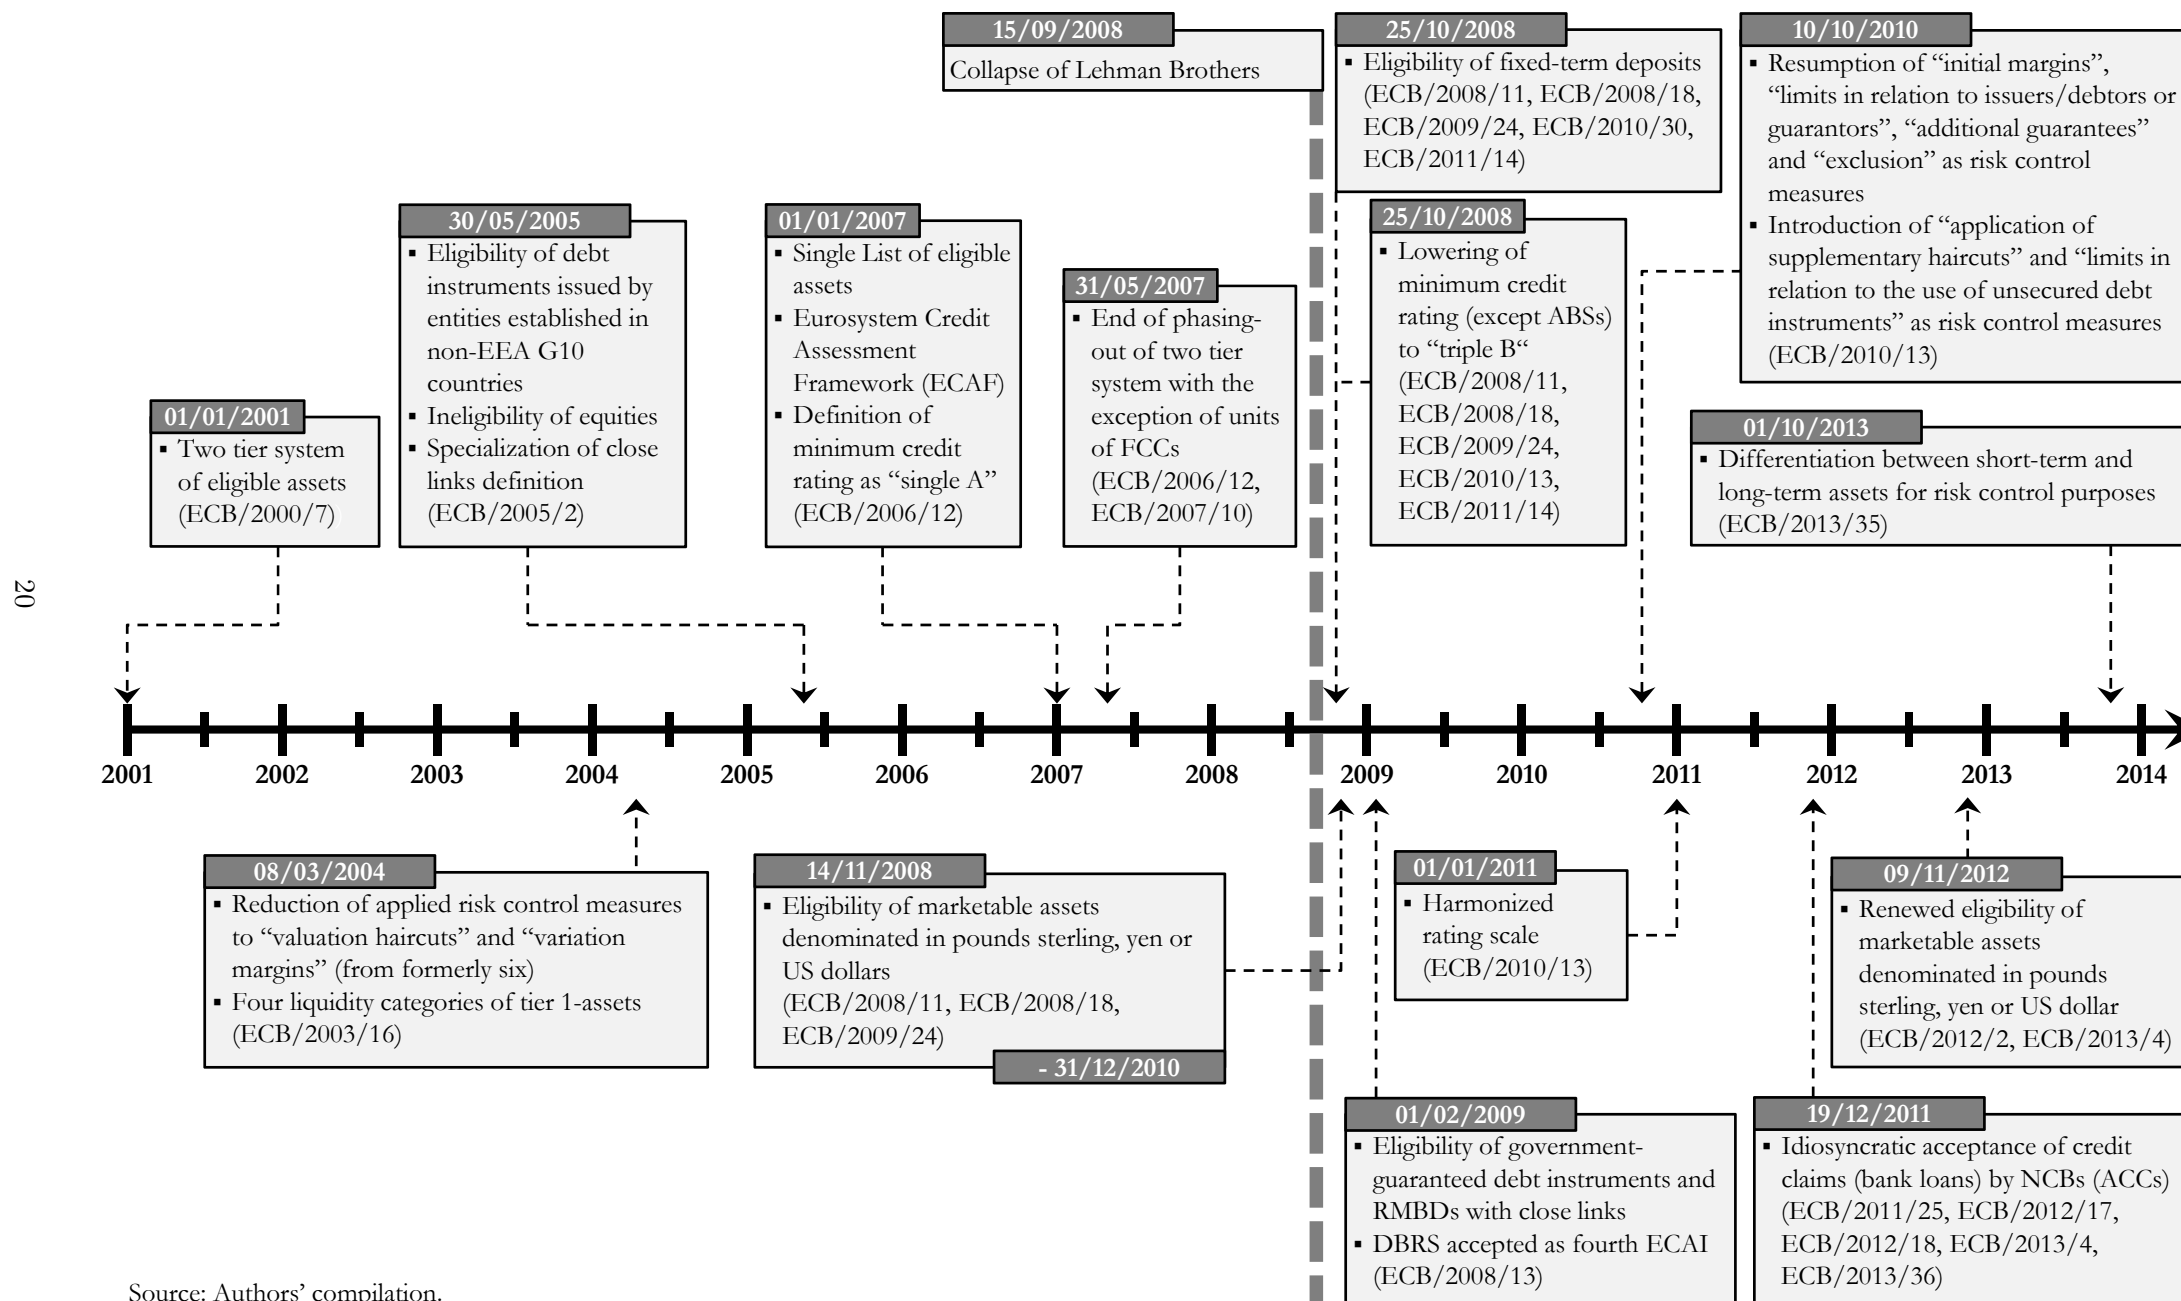 15/09/2008
Collapse of Lehman Brothers
25/10/2008
▪ Eligibility of fixed-term deposits
(ECB/2008/11, ECB/2008/18,
ECB/2009/24, ECB/2010/30,
ECB/2011/14)
10/10/2010
▪ Resumption of “initial margins”,
“limits in relation to issuers/debtors or
guarantors”, “additional guarantees”
and “exclusion” as risk control
measures
▪ Introduction of “application of
supplementary haircuts” and “limits in
relation to the use of unsecured debt
instruments” as risk control measures
(ECB/2010/13)
30/05/2005
▪ Eligibility of debt
instruments issued by
entities established in
non-EEA G10
countries
▪ Ineligibility of equities
▪ Specialization of close
links definition
(ECB/2005/2)
01/01/2007
▪ Single List of eligible
assets
▪ Eurosystem Credit
Assessment
Framework (ECAF)
▪ Definition of
minimum credit
rating as “single A”
(ECB/2006/12)
31/05/2007
▪ End of phasing-
out of two tier
system with the
exception of units
of FCCs
(ECB/2006/12,
ECB/2007/10)
25/10/2008
▪ Lowering of
minimum credit
rating (except ABSs)
to “triple B“
(ECB/2008/11,
ECB/2008/18,
ECB/2009/24,
ECB/2010/13,
ECB/2011/14)
01/01/2001
▪ Two tier system
of eligible assets
(ECB/2000/7)
01/10/2013
▪ Differentiation between short-term and
long-term assets for risk control purposes
(ECB/2013/35)
20
2001 2002 2003 2004 2005 2006 2007 2008 2009 2010 2011 2012 2013 2014
08/03/2004
▪ Reduction of applied risk control measures
to “valuation haircuts” and “variation
margins” (from formerly six)
▪ Four liquidity categories of tier 1-assets
(ECB/2003/16)
14/11/2008
▪ Eligibility of marketable assets
denominated in pounds sterling, yen or
US dollars
(ECB/2008/11, ECB/2008/18,
ECB/2009/24)
- 31/12/2010
01/01/2011
▪ Harmonized
rating scale
(ECB/2010/13)
09/11/2012
▪ Renewed eligibility of
marketable assets
denominated in pounds
sterling, yen or US dollar
(ECB/2012/2, ECB/2013/4)
01/02/2009
▪ Eligibility of government-
guaranteed debt instruments and
RMBDs with close links
▪ DBRS accepted as fourth ECAI
(ECB/2008/13)
19/12/2011
▪ Idiosyncratic acceptance of credit
claims (bank loans) by NCBs (ACCs)
(ECB/2011/25, ECB/2012/17,
ECB/2012/18, ECB/2013/4,
ECB/2013/36)
Source: Authors’ compilation.